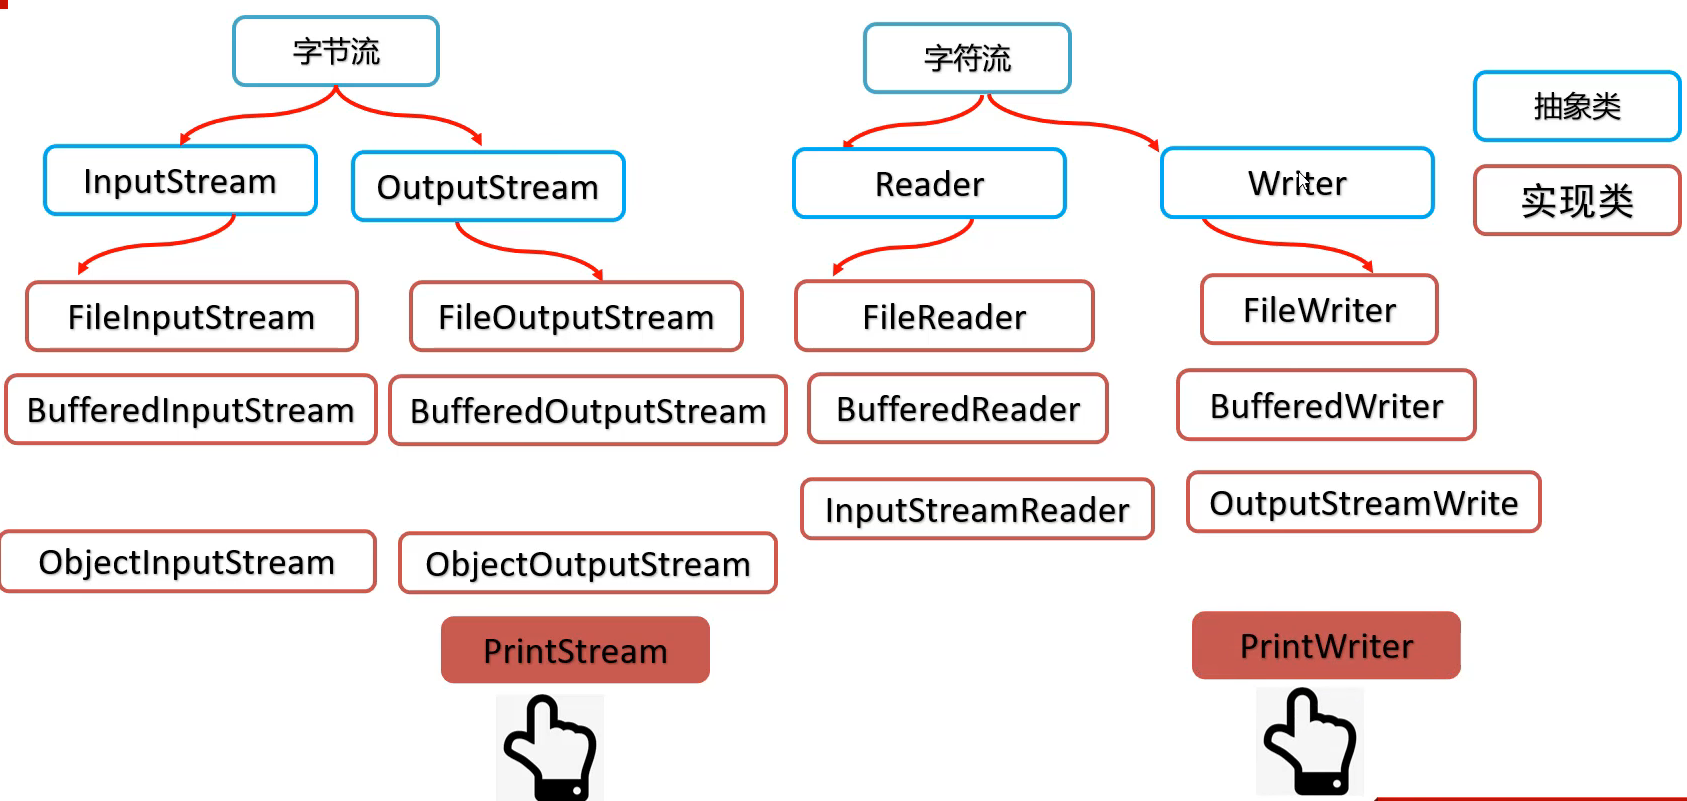 字节流
字符流
抽象类
InputStream
OutputStream
Reader
Writer
实现类
FileInputStream
FileOutputStream
FileReader
FileWriter
BufferedInputStream
BufferedOutputStream
BufferedReader
BufferedWriter
InputStreamReader
OutputStreamWrite
ObjectInputStream
ObjectOutputStream
PrintStream
PrintWriter